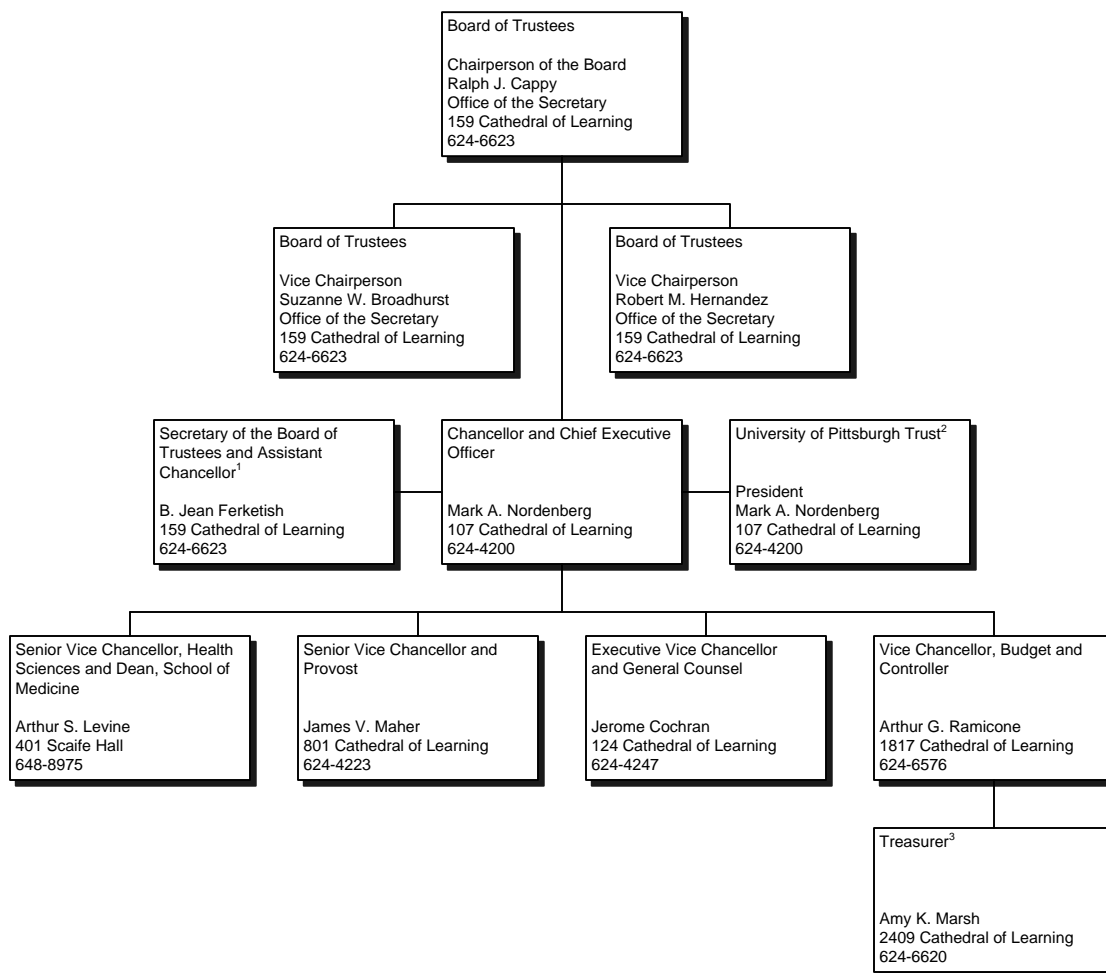 Board of Trustees
Chairperson of the Board
Ralph J. Cappy
Office of the Secretary
159 Cathedral of Learning
624-6623
Board of Trustees
Vice Chairperson
Suzanne W. Broadhurst
Office of the Secretary
159 Cathedral of Learning
624-6623
Board of Trustees
Vice Chairperson
Robert M. Hernandez
Office of the Secretary
159 Cathedral of Learning
624-6623
Secretary of the Board of
Trustees and Assistant
Chancellor¹
B. Jean Ferketish
159 Cathedral of Learning
624-6623
Chancellor and Chief Executive
Officer
Mark A. Nordenberg
107 Cathedral of Learning
624-4200
University of Pittsburgh Trust²
President
Mark A. Nordenberg
107 Cathedral of Learning
624-4200
Senior Vice Chancellor, Health
Sciences and Dean, School of
Medicine
Arthur S. Levine
401 Scaife Hall
648-8975
Senior Vice Chancellor and
Provost
James V. Maher
801 Cathedral of Learning
624-4223
Executive Vice Chancellor
and General Counsel
Jerome Cochran
124 Cathedral of Learning
624-4247
Vice Chancellor, Budget and
Controller
Arthur G. Ramicone
1817 Cathedral of Learning
624-6576
Treasurer³
Amy K. Marsh
2409 Cathedral of Learning
624-6620